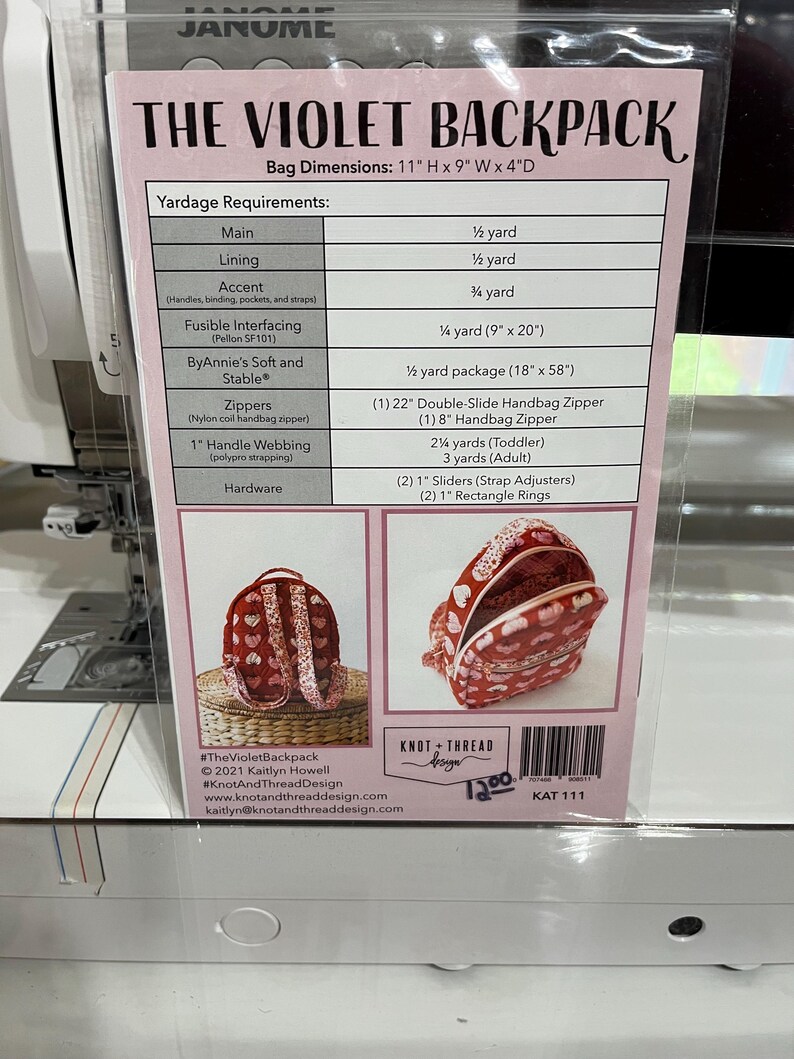 JANOME
THE VIOLET BACKPACK
Bag Dimensions: 11" H x 9" W x 4"D
Yardage Requirements:
Main
½ yard
Lining
½ yard
Accent
(Handles, binding, pockets, and straps)
¾ yard
Fusible Interfacing
(Pellon SF101)
¼ yard (9" x 20")
ByAnnie's Soft and
Stable®
½ yard package (18" x 58")
Zippers
(Nylon coil handbag zipper)
(1) 22" Double-Slide Handbag Zipper
(1) 8" Handbag Zipper
1" Handle Webbing
(polypro strapping)
2¼ yards (Toddler)
3 yards (Adult)
Hardware
(2) 1" Sliders (Strap Adjusters)
(2) 1" Rectangle Rings
#TheVioletBackpack
© 2021 Kaitlyn Howell
#KnotAndThreadDesign
www.knotandthreaddesign.com
kaitlyn@knotandthreaddesign.com
KNOT + THREAD
design
12.00
0 707466 908511
KAT 111
5
9